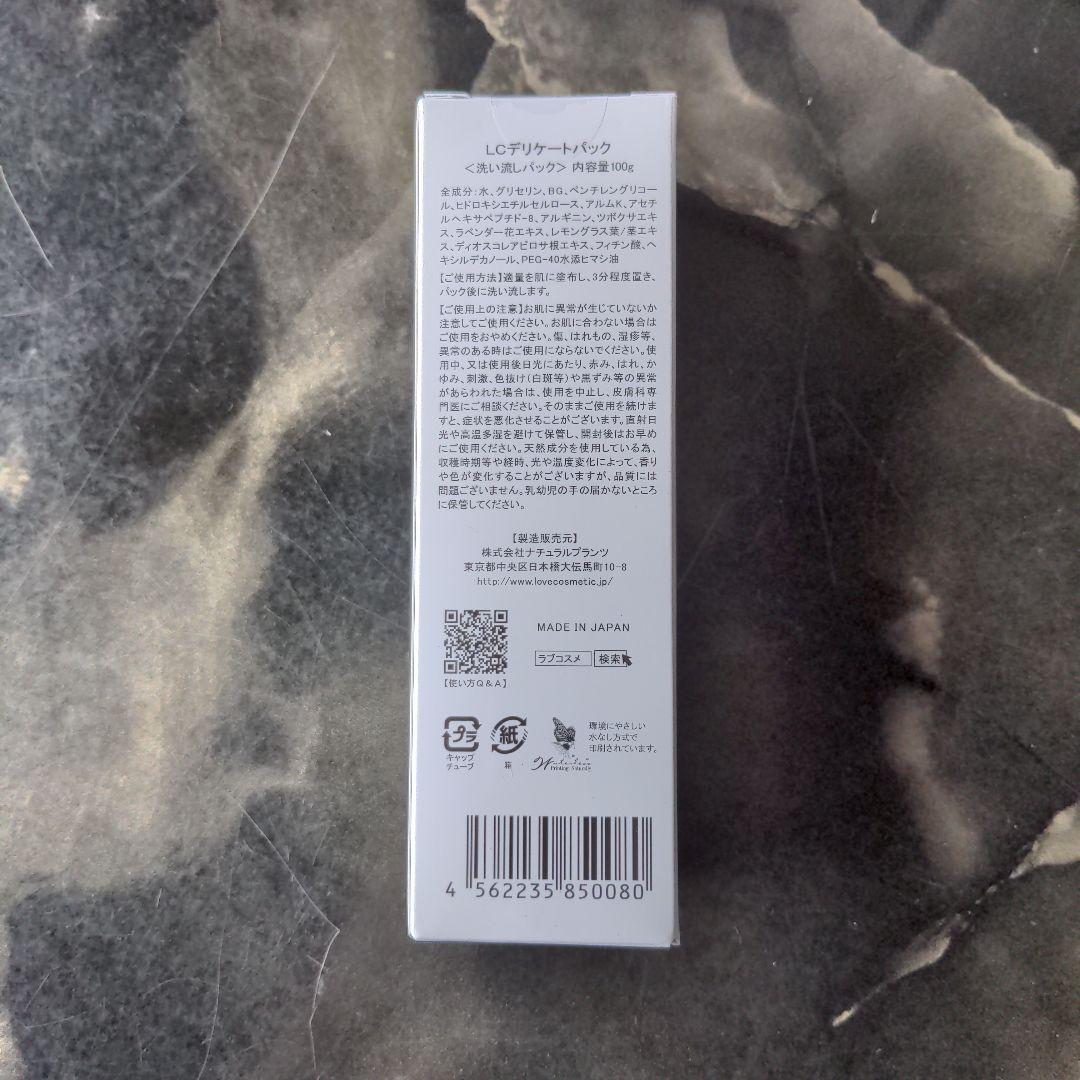 LCデリケートパック
＜洗い流しパック＞ 内容量100g
全成分：水、グリセリン、BG、ペンチレングリコー
ル、ヒドロキシエチルセルロース、アルムK、アセチ
ルヘキサペプチド-8、アルギニン、ツボクサエキ
ス、ラベンダー花エキス、レモングラス葉/茎エキ
ス、ディオスコレアビロサ根エキス、フィチン酸、ヘ
キシルデカノール、PEG-40水添ヒマシ油
【ご使用方法】適量を肌に塗布し、3分程度置き、
パック後に洗い流します。
【ご使用上の注意】お肌に異常が生じていないか
注意してご使用ください。お肌に合わない場合は
ご使用をおやめください。傷、はれもの、湿疹等、
異常のある時はご使用にならないでください。使
用中、又は使用後日光にあたり、赤み、はれ、か
ゆみ、刺激、色抜け（白斑等）や黒ずみ等の異常
があらわれた場合は、使用を中止し、皮膚科専
門医にご相談ください。そのままご使用を続けま
すと、症状を悪化させることがございます。直射日
光や高温多湿を避けて保管し、開封後はお早め
にご使用ください。天然成分を使用している為、
収穫時期等や経時、光や温度変化によって、香り
や色が変化することがございますが、品質には
問題ございません。乳幼児の手の届かないところ
に保管してください。
【製造販売元】
株式会社ナチュラルプランツ
東京都中央区日本橋大伝馬町10-8
http://www.lovecosmetic.jp/
MADE IN JAPAN
ラブコスメ 検索
【使い方Q&A】
プラ
キャップ
チューブ
紙
箱
Waterless
Printing Naturally
環境にやさしい
水なし方式で
印刷されています。
4 562235 850080